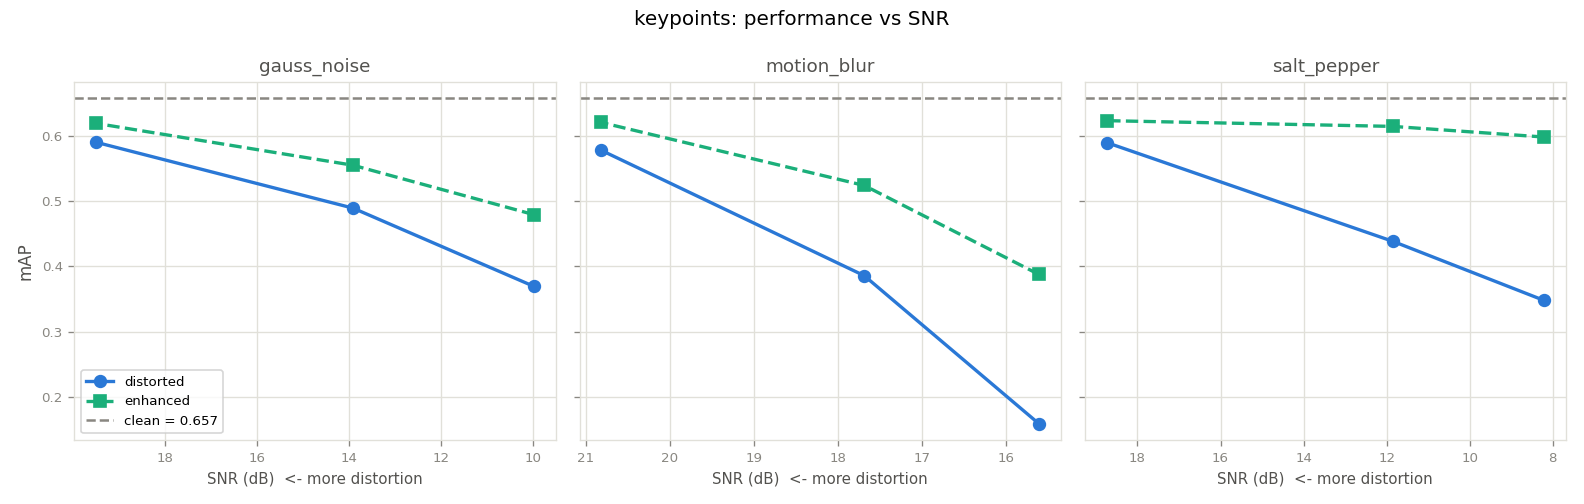 keypoints: performance vs SNR
gauss_noise
motion_blur
salt_pepper
mAP
0.6
0.5
0.4
0.3
0.2
distorted
enhanced
clean = 0.657
18 16 14 12 10
21 20 19 18 17 16
18 16 14 12 10 8
SNR (dB) <- more distortion
SNR (dB) <- more distortion
SNR (dB) <- more distortion